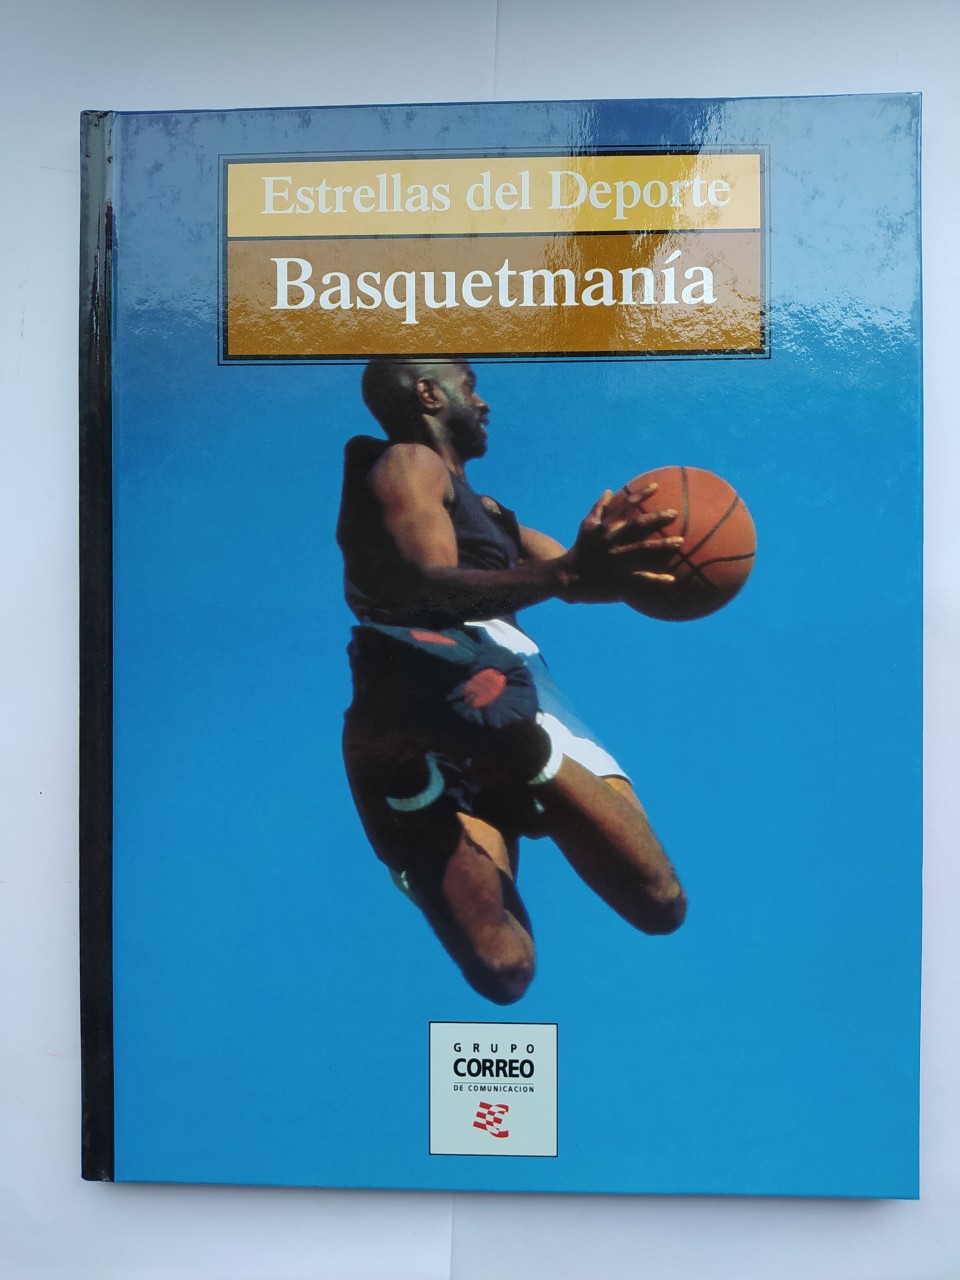 Estrellas del Deporte
Basquetmanía
GRUPO
CORREO
DE COMUNICACION